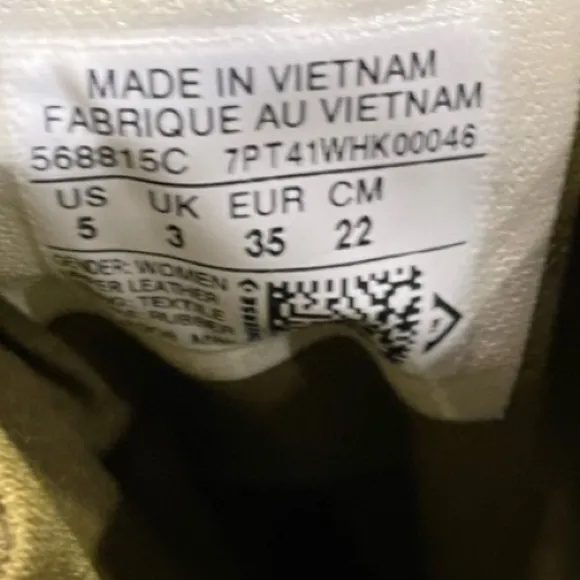 MADE IN VIETNAM
FABRIQUE AU VIETNAM
568815C 7PT41WHK00046
US UK EUR CM
5 3 35 22
GENDER: WOMEN
LEATHER
TEXTILE
RUBBER